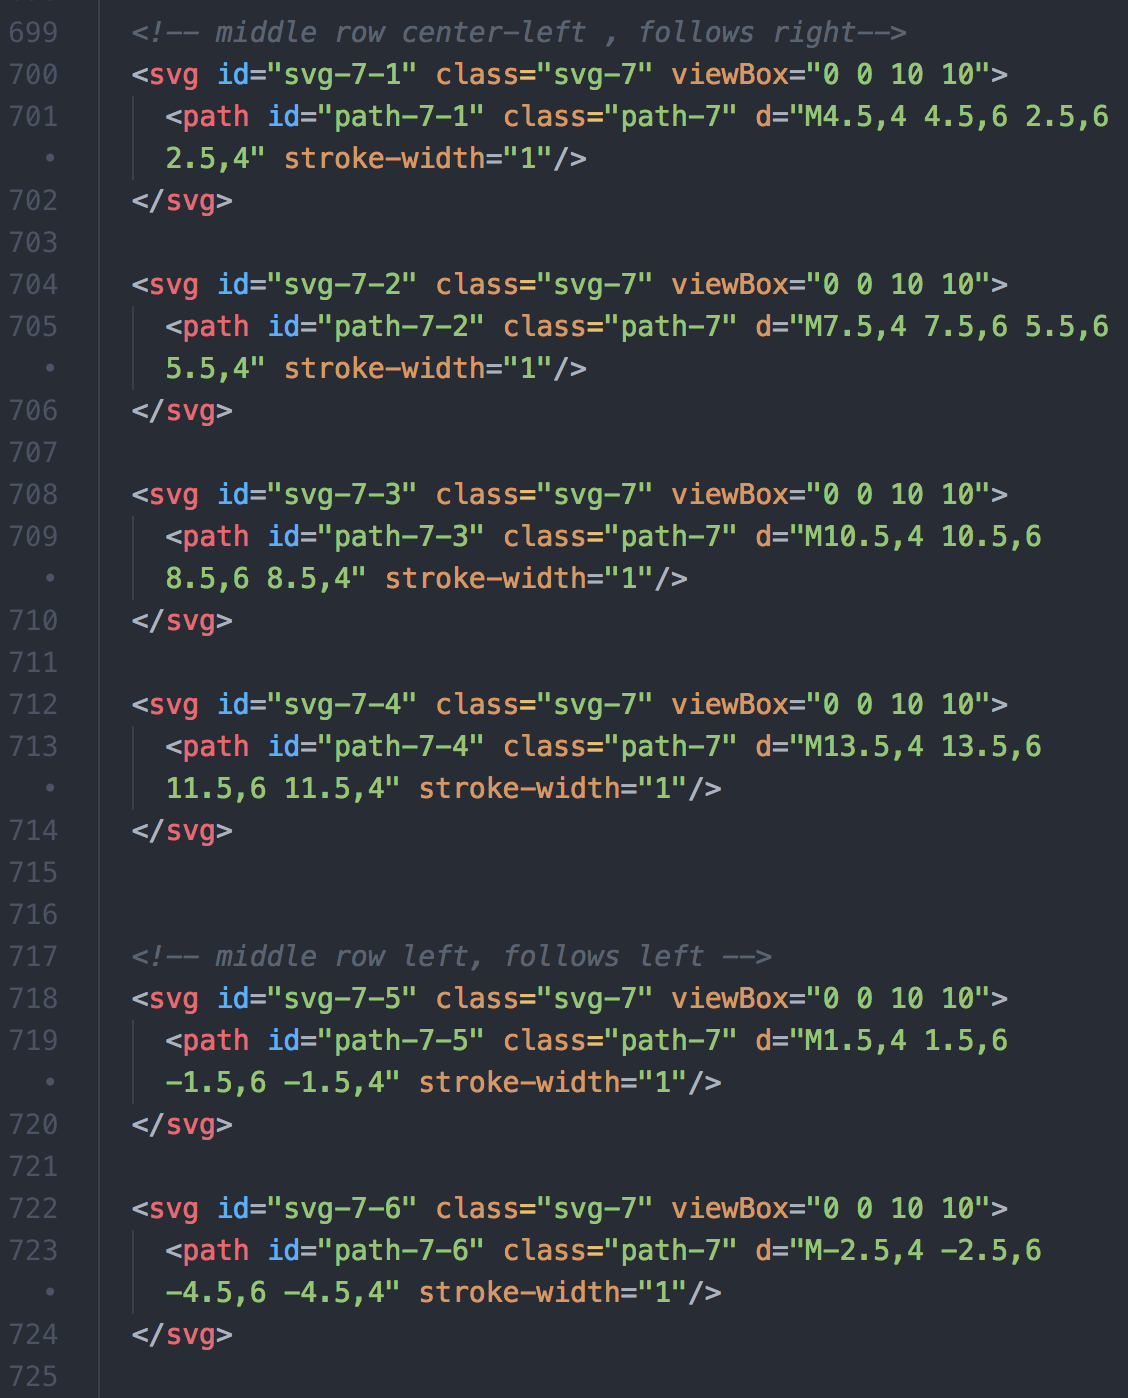 699 <!-- middle row center-left , follows right-->
700 <svg id="svg-7-1" class="svg-7" viewBox="0 0 10 10">
701 <path id="path-7-1" class="path-7" d="M4.5,4 4.5,6 2.5,6
• 2.5,4" stroke-width="1"/>
702 </svg>
703
704 <svg id="svg-7-2" class="svg-7" viewBox="0 0 10 10">
705 <path id="path-7-2" class="path-7" d="M7.5,4 7.5,6 5.5,6
• 5.5,4" stroke-width="1"/>
706 </svg>
707
708 <svg id="svg-7-3" class="svg-7" viewBox="0 0 10 10">
709 <path id="path-7-3" class="path-7" d="M10.5,4 10.5,6
• 8.5,6 8.5,4" stroke-width="1"/>
710 </svg>
711
712 <svg id="svg-7-4" class="svg-7" viewBox="0 0 10 10">
713 <path id="path-7-4" class="path-7" d="M13.5,4 13.5,6
• 11.5,6 11.5,4" stroke-width="1"/>
714 </svg>
715
716
717 <!-- middle row left, follows left -->
718 <svg id="svg-7-5" class="svg-7" viewBox="0 0 10 10">
719 <path id="path-7-5" class="path-7" d="M1.5,4 1.5,6
• -1.5,6 -1.5,4" stroke-width="1"/>
720 </svg>
721
722 <svg id="svg-7-6" class="svg-7" viewBox="0 0 10 10">
723 <path id="path-7-6" class="path-7" d="M-2.5,4 -2.5,6
• -4.5,6 -4.5,4" stroke-width="1"/>
724 </svg>
725